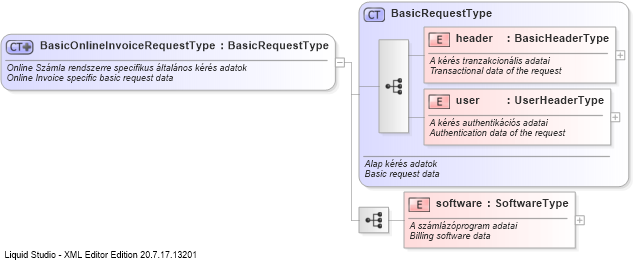 CT BasicOnlineInvoiceRequestType : BasicRequestType
Online Számla rendszerre specifikus általános kérés adatok
Online Invoice specific basic request data
CT BasicRequestType
E header : BasicHeaderType
A kérés tranzakcionális adatai
Transactional data of the request
E user : UserHeaderType
A kérés authentikációs adatai
Authentication data of the request
Alap kérés adatok
Basic request data
E software : SoftwareType
A számlázóprogram adatai
Billing software data
Liquid Studio - XML Editor Edition 20.7.17.13201